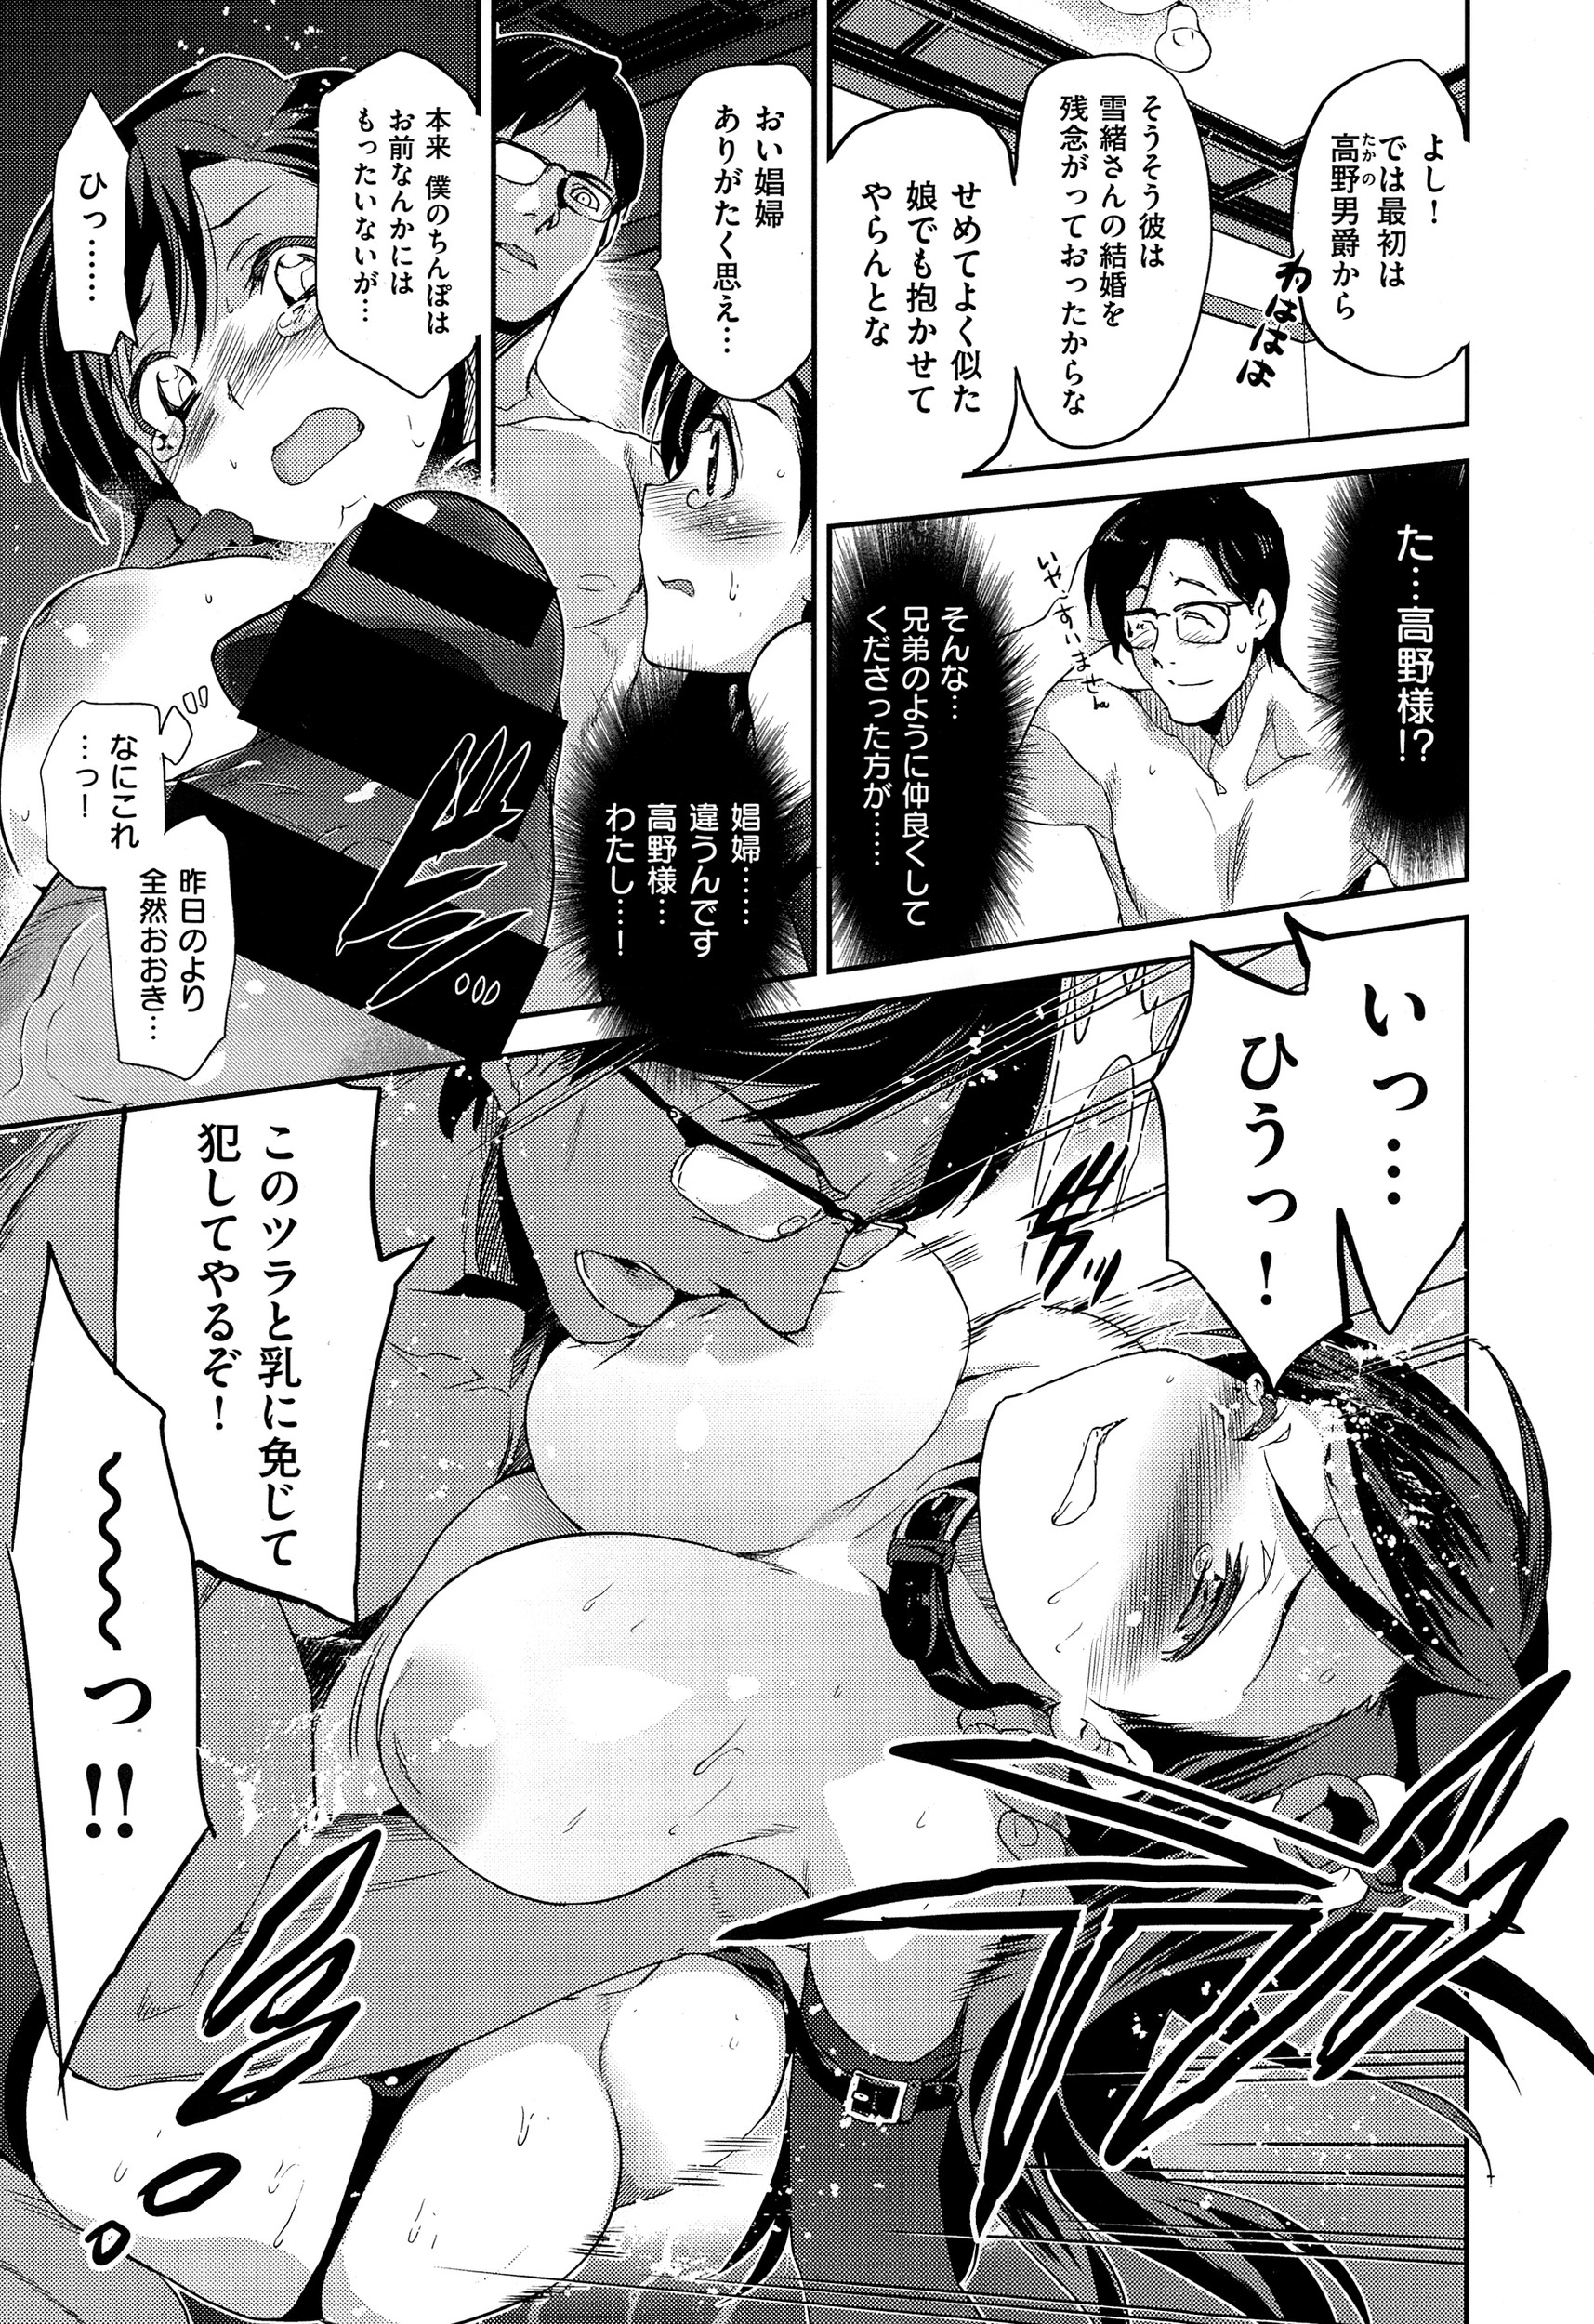 よし！
では最初は
高野男爵から
たかの
わははは
そうそう彼は
雪緒さんの結婚を
残念がっておったからな
せめてよく似た
娘でも抱かせて
やらんとな
た…高野様!?
いや、すいません
そんな…
兄弟のように仲良くして
くださった方が……
おい娼婦
ありがたく思え…
娼婦……
違うんです
高野様…
わたし…！
本来 僕のちんぽは
お前なんかには
もったいないが…
ひっ……
なにこれ
…っ！
昨日のより
全然おおき…
いっ…
ひうっ！
このツラと乳に免じて
犯してやるぞ！
〜〜〜〜っ!!